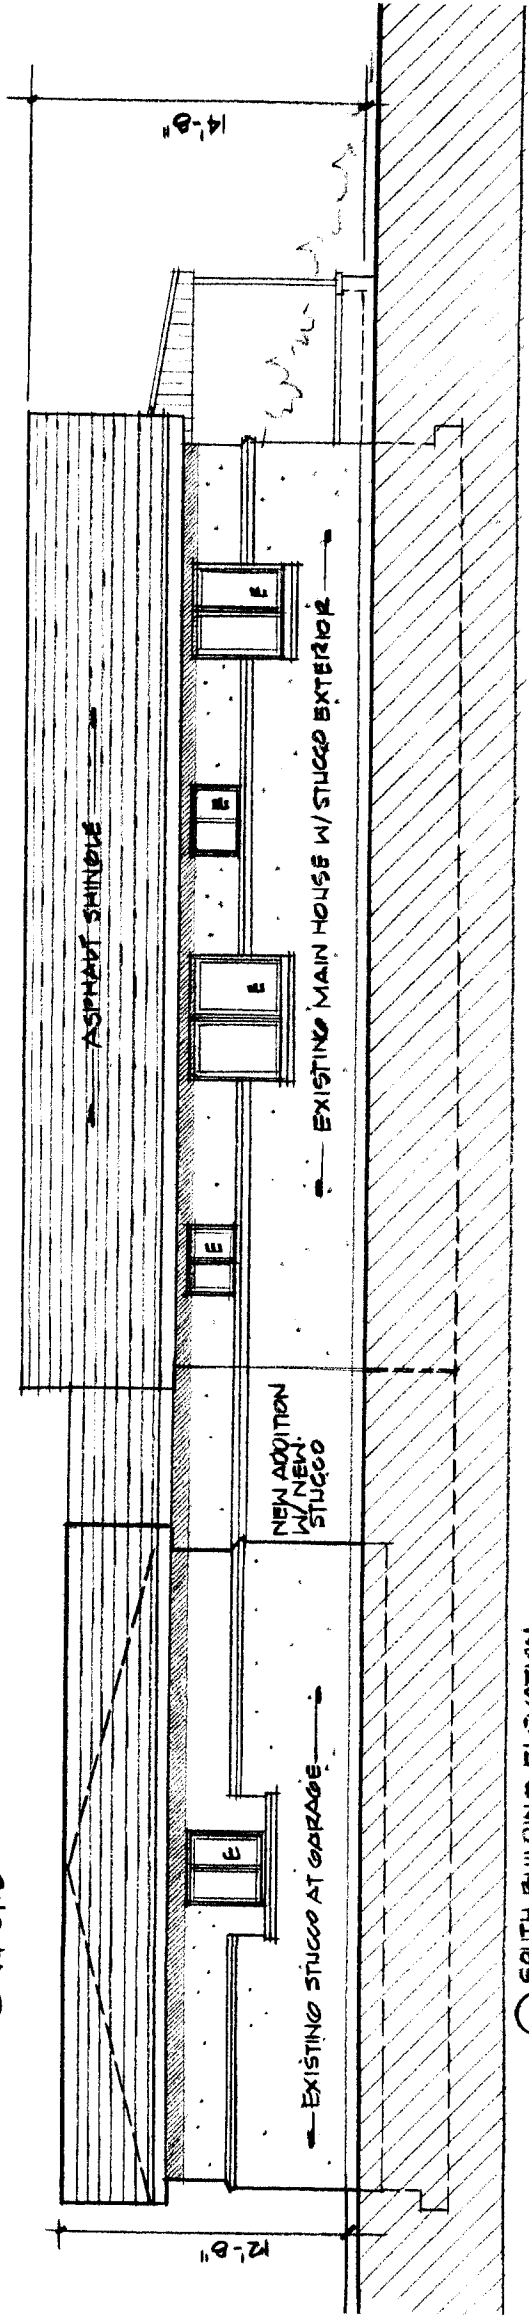 14'-8"
ASPHALT SHINGLE
E
E
E
E
EXISTING MAIN HOUSE W/ STUCCO EXTERIOR
NEW ADDITION
W/ NEW
STUCCO
E
EXISTING STUCCO AT GARAGE
12'-8"
SOUTH BUILDING ELEVATION